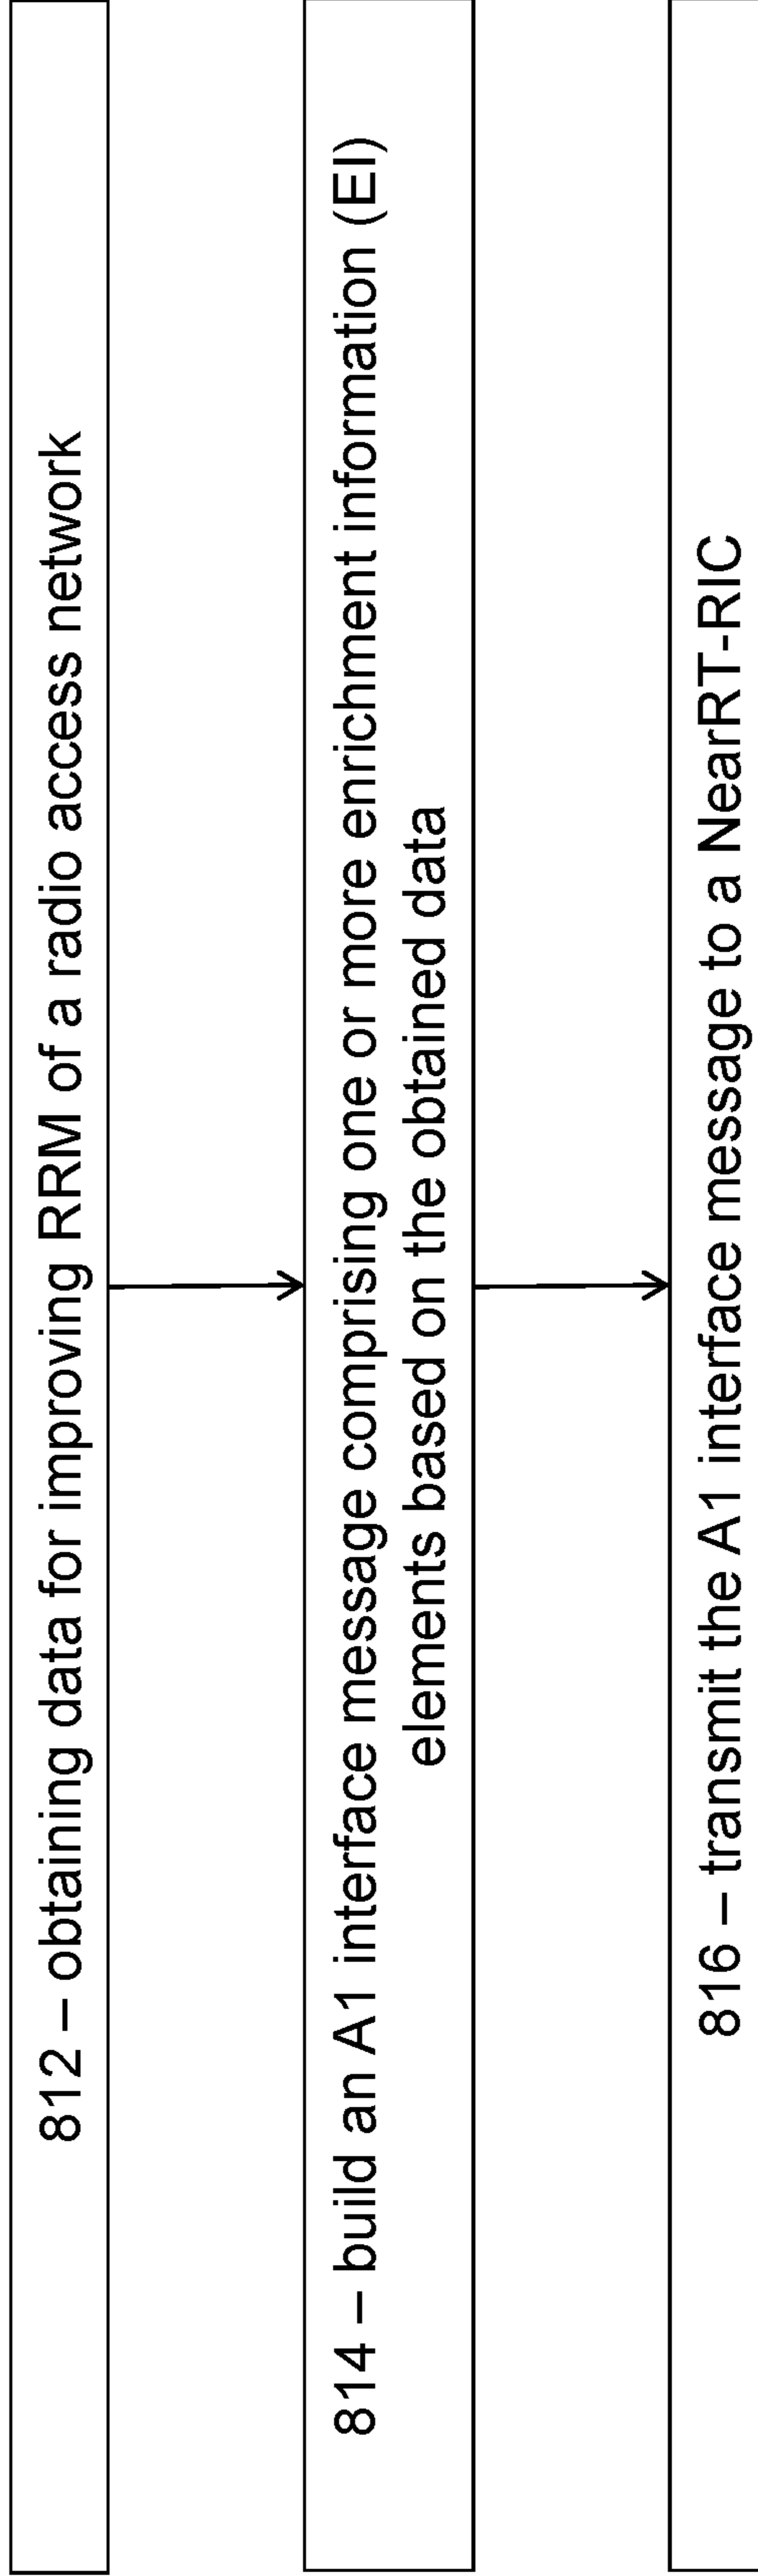 812 – obtaining data for improving RRM of a radio access network
814 – build an A1 interface message comprising one or more enrichment information (EI)
elements based on the obtained data
816 – transmit the A1 interface message to a NearRT-RIC